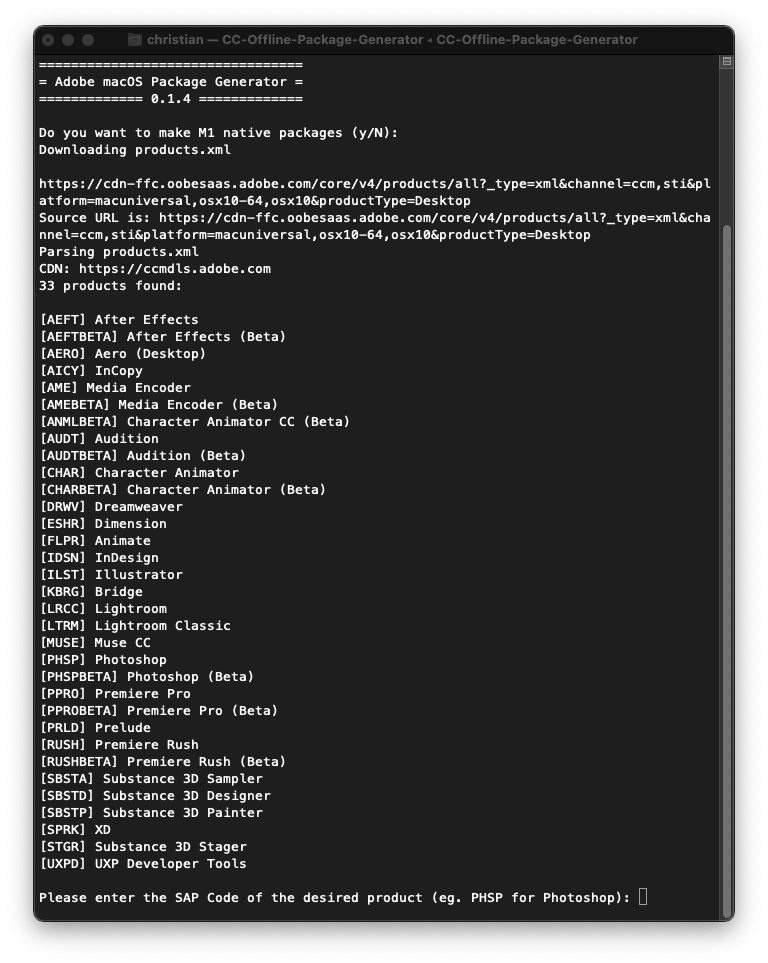 christian — CC-Offline-Package-Generator ◂ CC-Offline-Package-Generator
=================================
= Adobe macOS Package Generator =
============= 0.1.4 =============
Do you want to make M1 native packages (y/N):
Downloading products.xml
https://cdn-ffc.oobesaas.adobe.com/core/v4/products/all?_type=xml&channel=ccm,sti&pl
atform=macuniversal,osx10-64,osx10&productType=Desktop
Source URL is: https://cdn-ffc.oobesaas.adobe.com/core/v4/products/all?_type=xml&cha
nnel=ccm,sti&platform=macuniversal,osx10-64,osx10&productType=Desktop
Parsing products.xml
CDN: https://ccmdls.adobe.com
33 products found:
[AEFT] After Effects
[AEFTBETA] After Effects (Beta)
[AERO] Aero (Desktop)
[AICY] InCopy
[AME] Media Encoder
[AMEBETA] Media Encoder (Beta)
[ANMLBETA] Character Animator CC (Beta)
[AUDT] Audition
[AUDTBETA] Audition (Beta)
[CHAR] Character Animator
[CHARBETA] Character Animator (Beta)
[DRWV] Dreamweaver
[ESHR] Dimension
[FLPR] Animate
[IDSN] InDesign
[ILST] Illustrator
[KBRG] Bridge
[LRCC] Lightroom
[LTRM] Lightroom Classic
[MUSE] Muse CC
[PHSP] Photoshop
[PHSPBETA] Photoshop (Beta)
[PPRO] Premiere Pro
[PPROBETA] Premiere Pro (Beta)
[PRLD] Prelude
[RUSH] Premiere Rush
[RUSHBETA] Premiere Rush (Beta)
[SBSTA] Substance 3D Sampler
[SBSTD] Substance 3D Designer
[SBSTP] Substance 3D Painter
[SPRK] XD
[STGR] Substance 3D Stager
[UXPD] UXP Developer Tools
Please enter the SAP Code of the desired product (eg. PHSP for Photoshop):